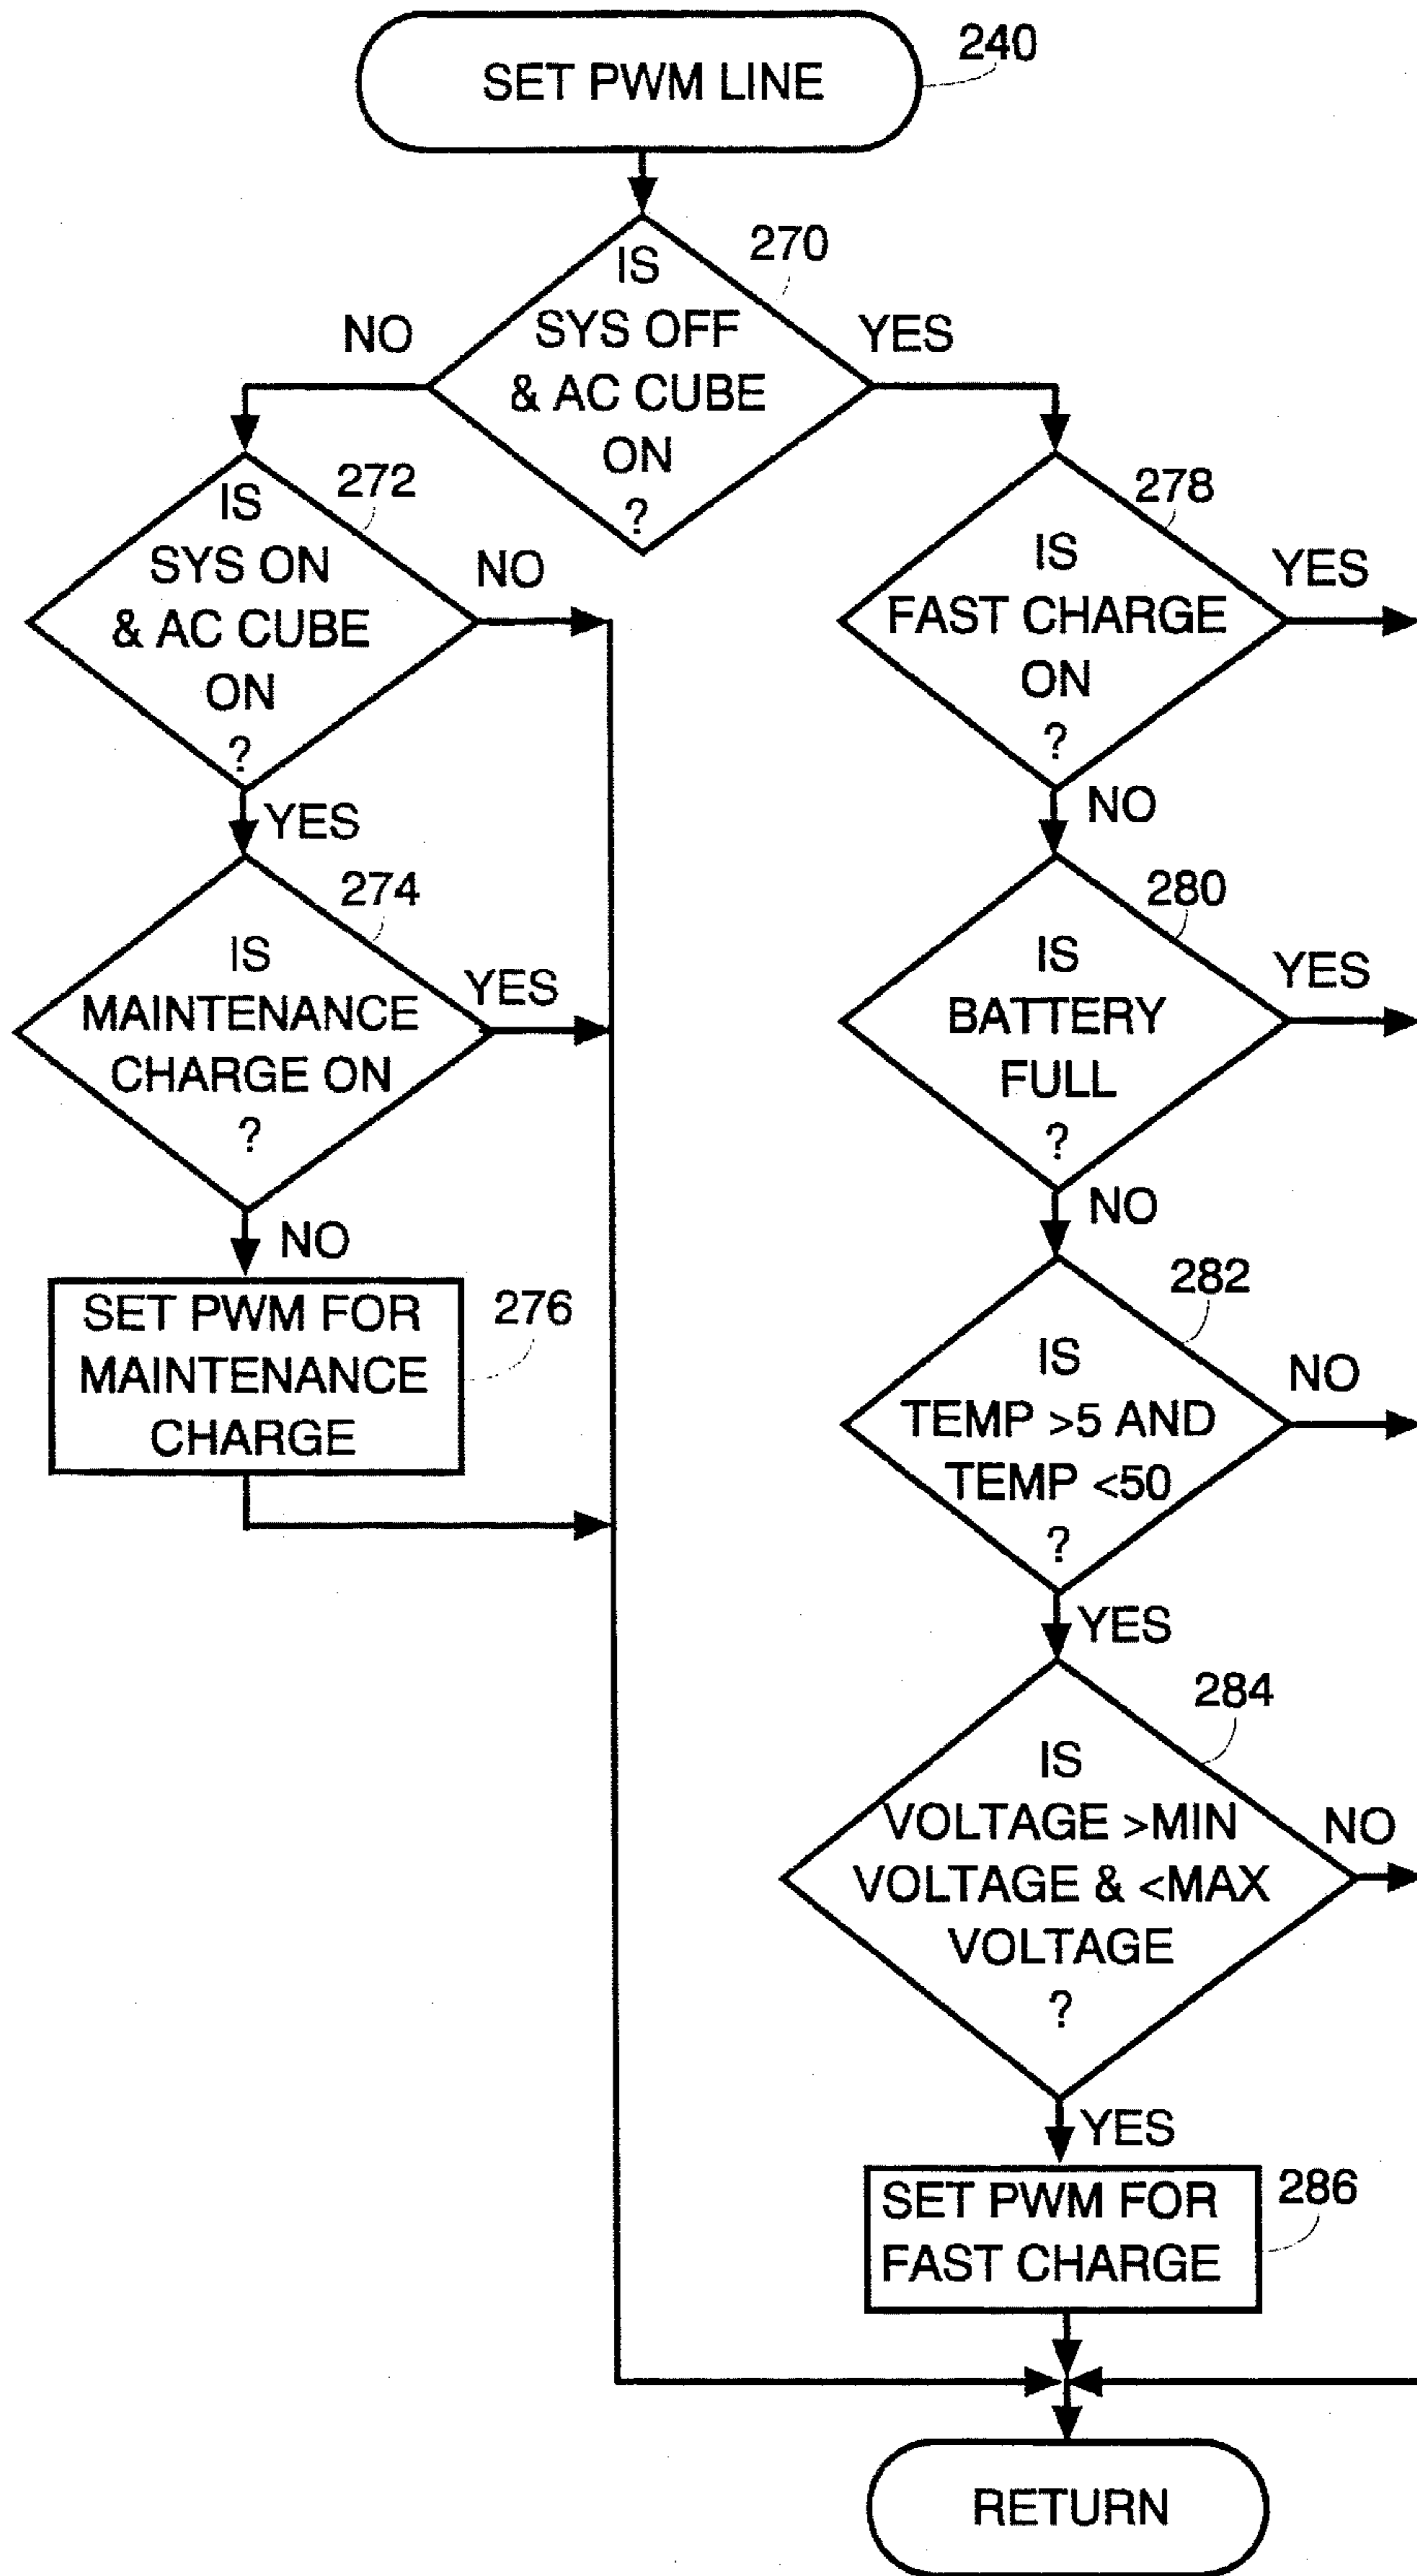 SET PWM LINE
240
IS
SYS OFF
& AC CUBE
ON
?
270
NO
YES
IS
SYS ON
& AC CUBE
ON
?
272
NO
YES
IS
MAINTENANCE
CHARGE ON
?
274
YES
NO
SET PWM FOR
MAINTENANCE
CHARGE
276
IS
FAST CHARGE
ON
?
278
YES
NO
IS
BATTERY
FULL
?
280
YES
NO
IS
TEMP >5 AND
TEMP <50
?
282
NO
YES
IS
VOLTAGE >MIN
VOLTAGE & <MAX
VOLTAGE
?
284
NO
YES
SET PWM FOR
FAST CHARGE
286
RETURN